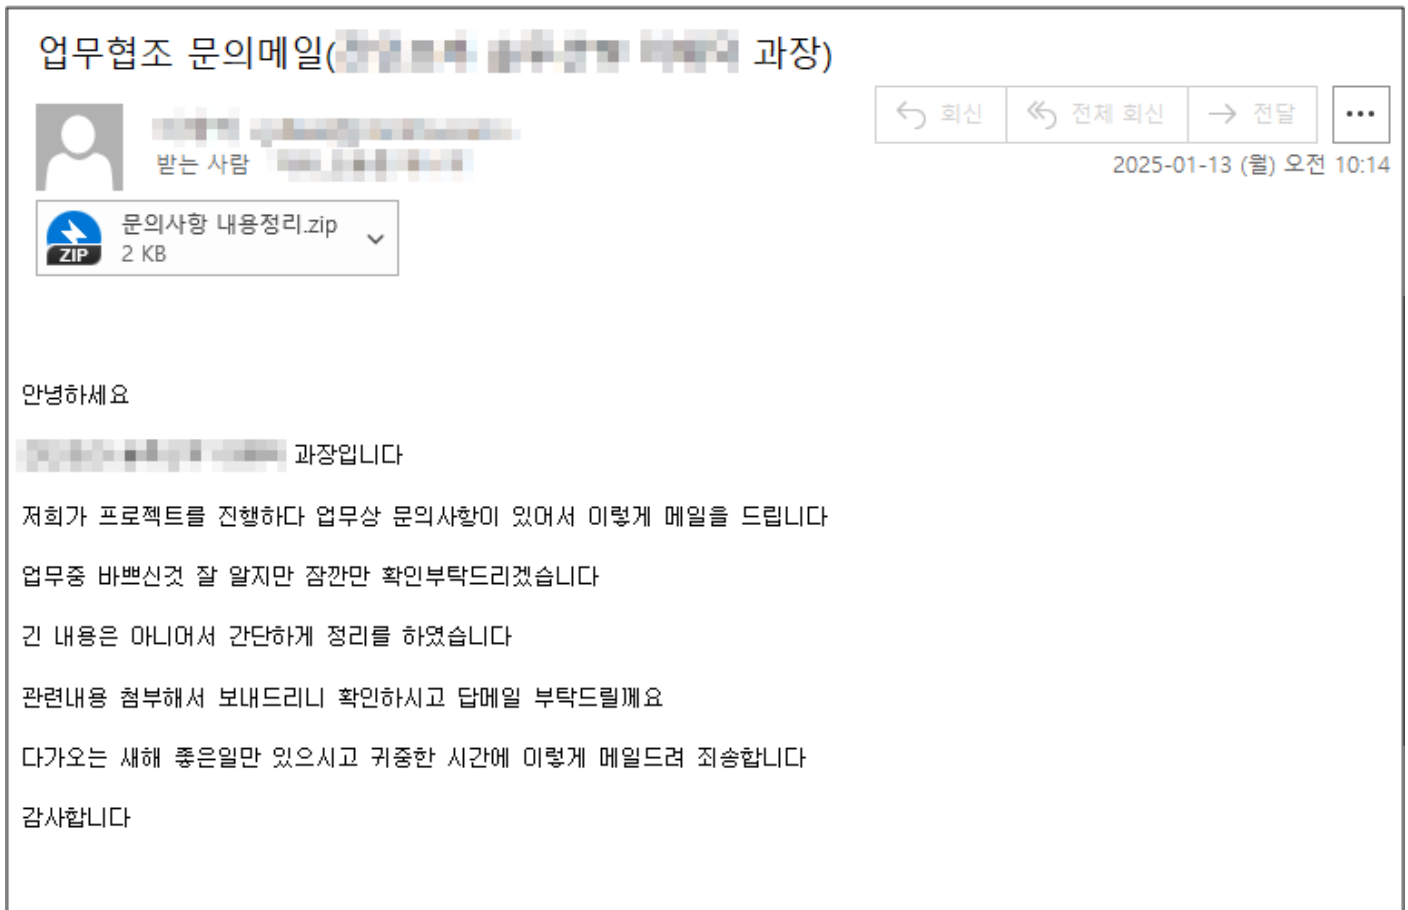 업무협조 문의메일( 과장)
회신 전체 회신 전달
받는 사람
2025-01-13 (월) 오전 10:14
문의사항 내용정리.zip
ZIP 2 KB
안녕하세요
과장입니다
저희가 프로젝트를 진행하다 업무상 문의사항이 있어서 이렇게 메일을 드립니다
업무중 바쁘신것 잘 알지만 잠깐만 확인부탁드리겠습니다
긴 내용은 아니어서 간단하게 정리를 하였습니다
관련내용 첨부해서 보내드리니 확인하시고 답메일 부탁드릴께요
다가오는 새해 좋은일만 있으시고 귀중한 시간에 이렇게 메일드려 죄송합니다
감사합니다